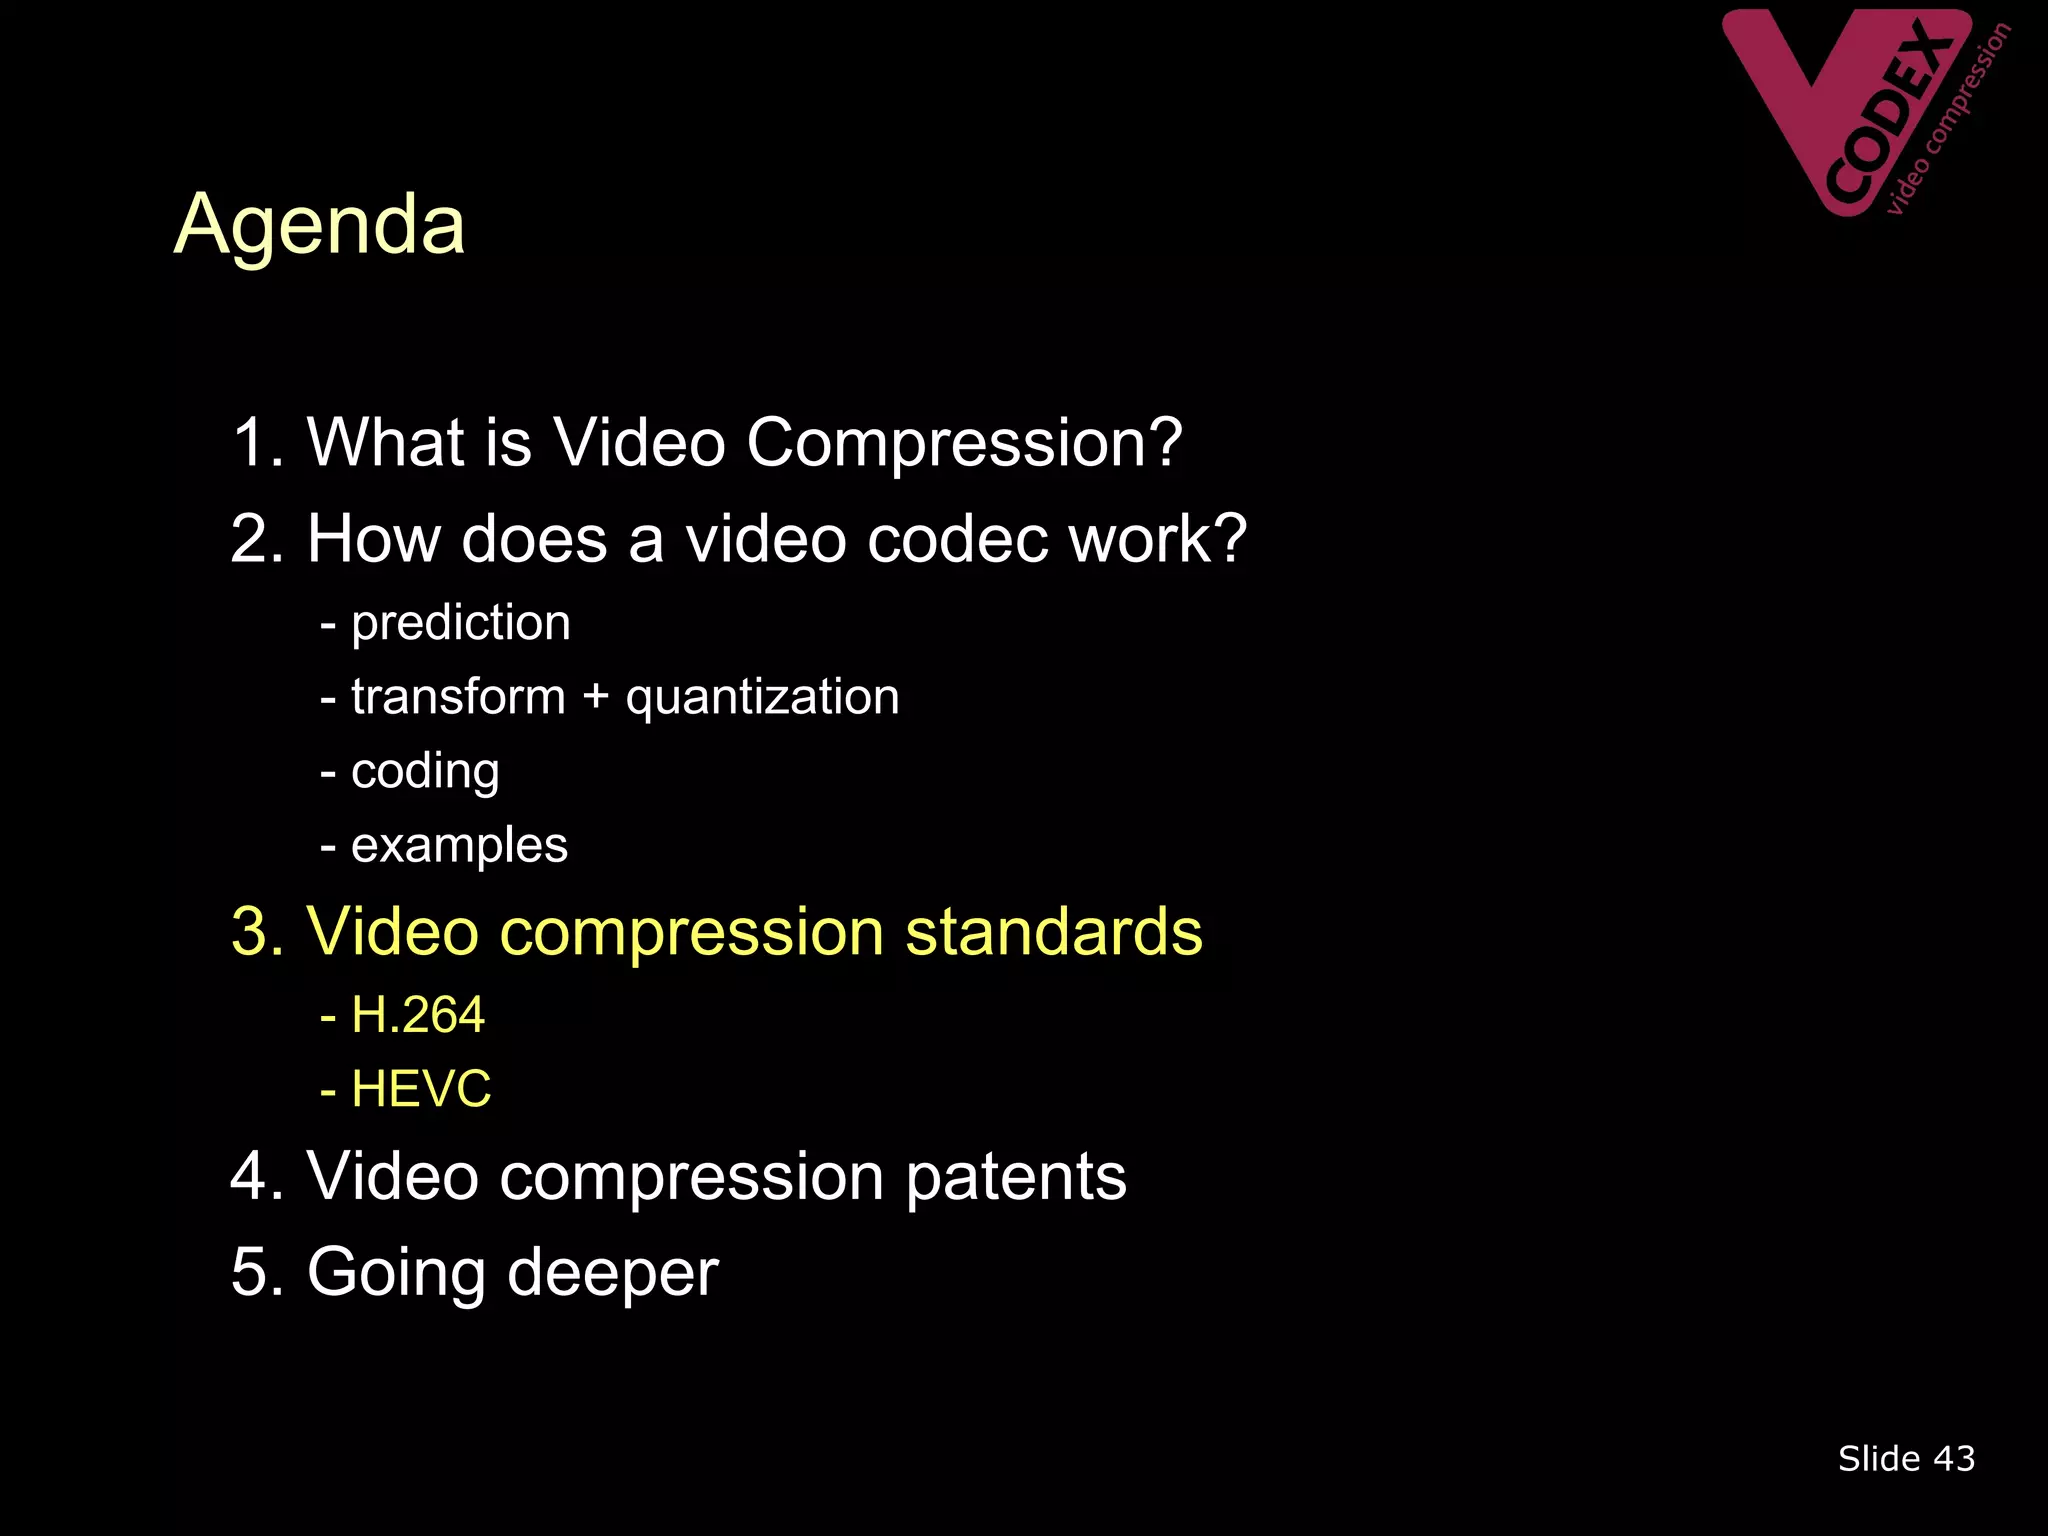 CODEX
video compression
Agenda
1. What is Video Compression?
2. How does a video codec work?
- prediction
- transform + quantization
- coding
- examples
3. Video compression standards
- H.264
- HEVC
4. Video compression patents
5. Going deeper
Slide 43